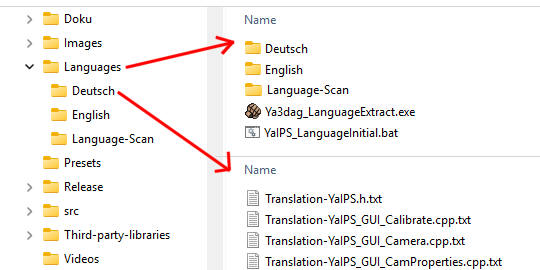 Doku
Images
Languages
Deutsch
English
Language-Scan
Presets
Release
src
Third-party-libraries
Videos
Name
Deutsch
English
Language-Scan
Ya3dag_LanguageExtract.exe
YaIPS_LanguageInitial.bat
Name
Translation-YaIPS.h.txt
Translation-YaIPS_GUI_Calibrate.cpp.txt
Translation-YaIPS_GUI_Camera.cpp.txt
Translation-YaIPS_GUI_CamProperties.cpp.txt